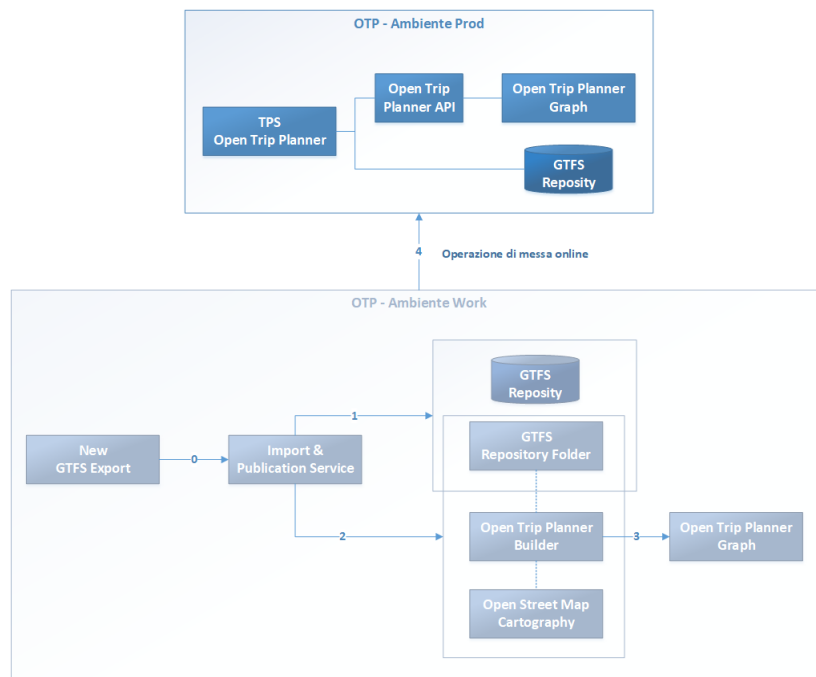 OTP - Ambiente Prod
Open Trip
Planner API
Open Trip Planner
Graph
TPS
Open Trip Planner
GTFS
Reposity
4
Operazione di messa online
OTP - Ambiente Work
GTFS
Reposity
1
GTFS
Repository Folder
New
GTFS Export
0
Import &
Publication Service
2
Open Trip Planner
Builder
3
Open Trip Planner
Graph
Open Street Map
Cartography